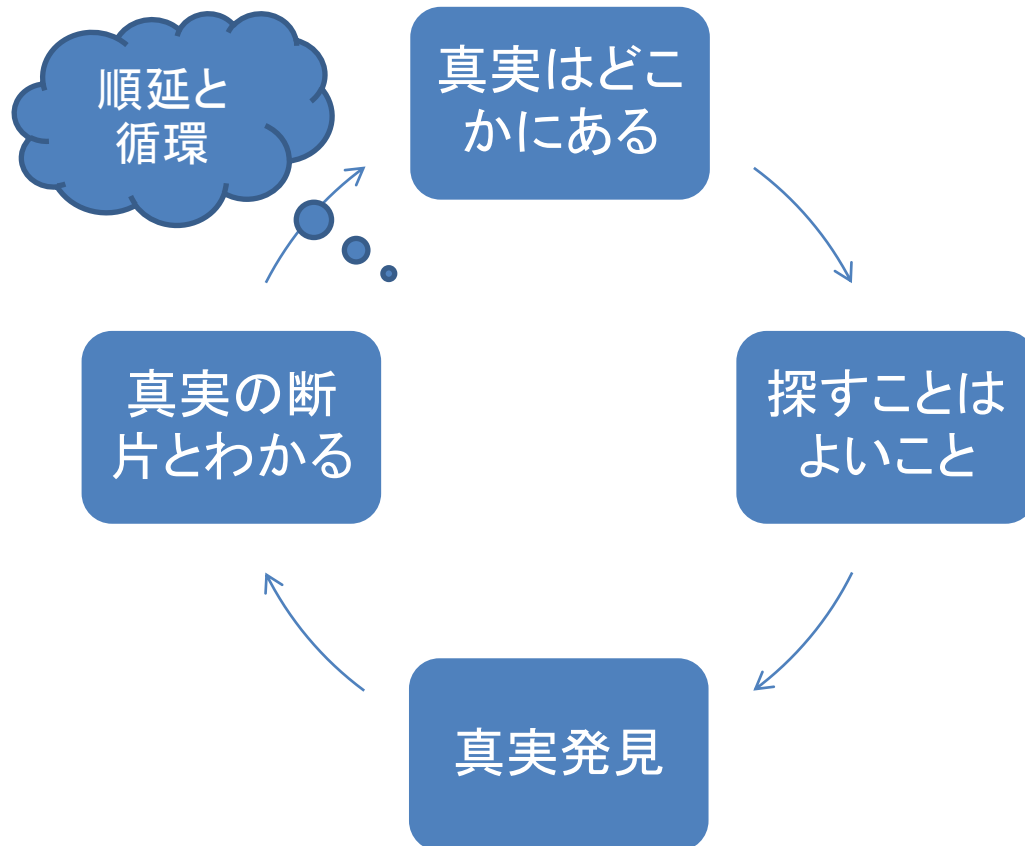 順延と
循環
真実はどこ
かにある
探すことは
よいこと
真実発見
真実の断
片とわかる